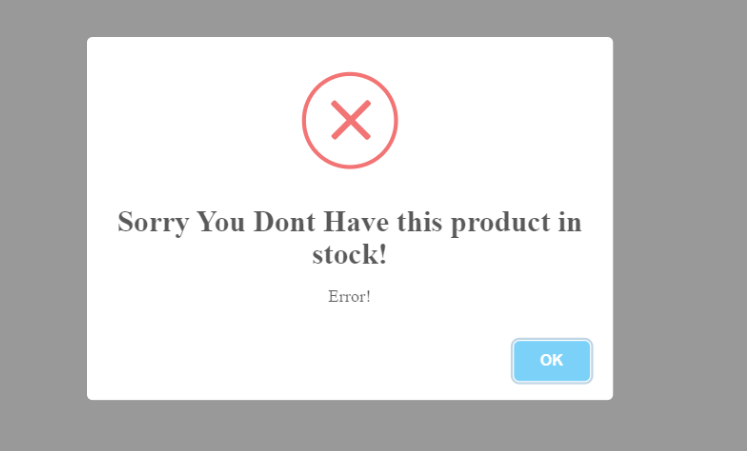 Sorry You Dont Have this product in
stock!
Error!
OK